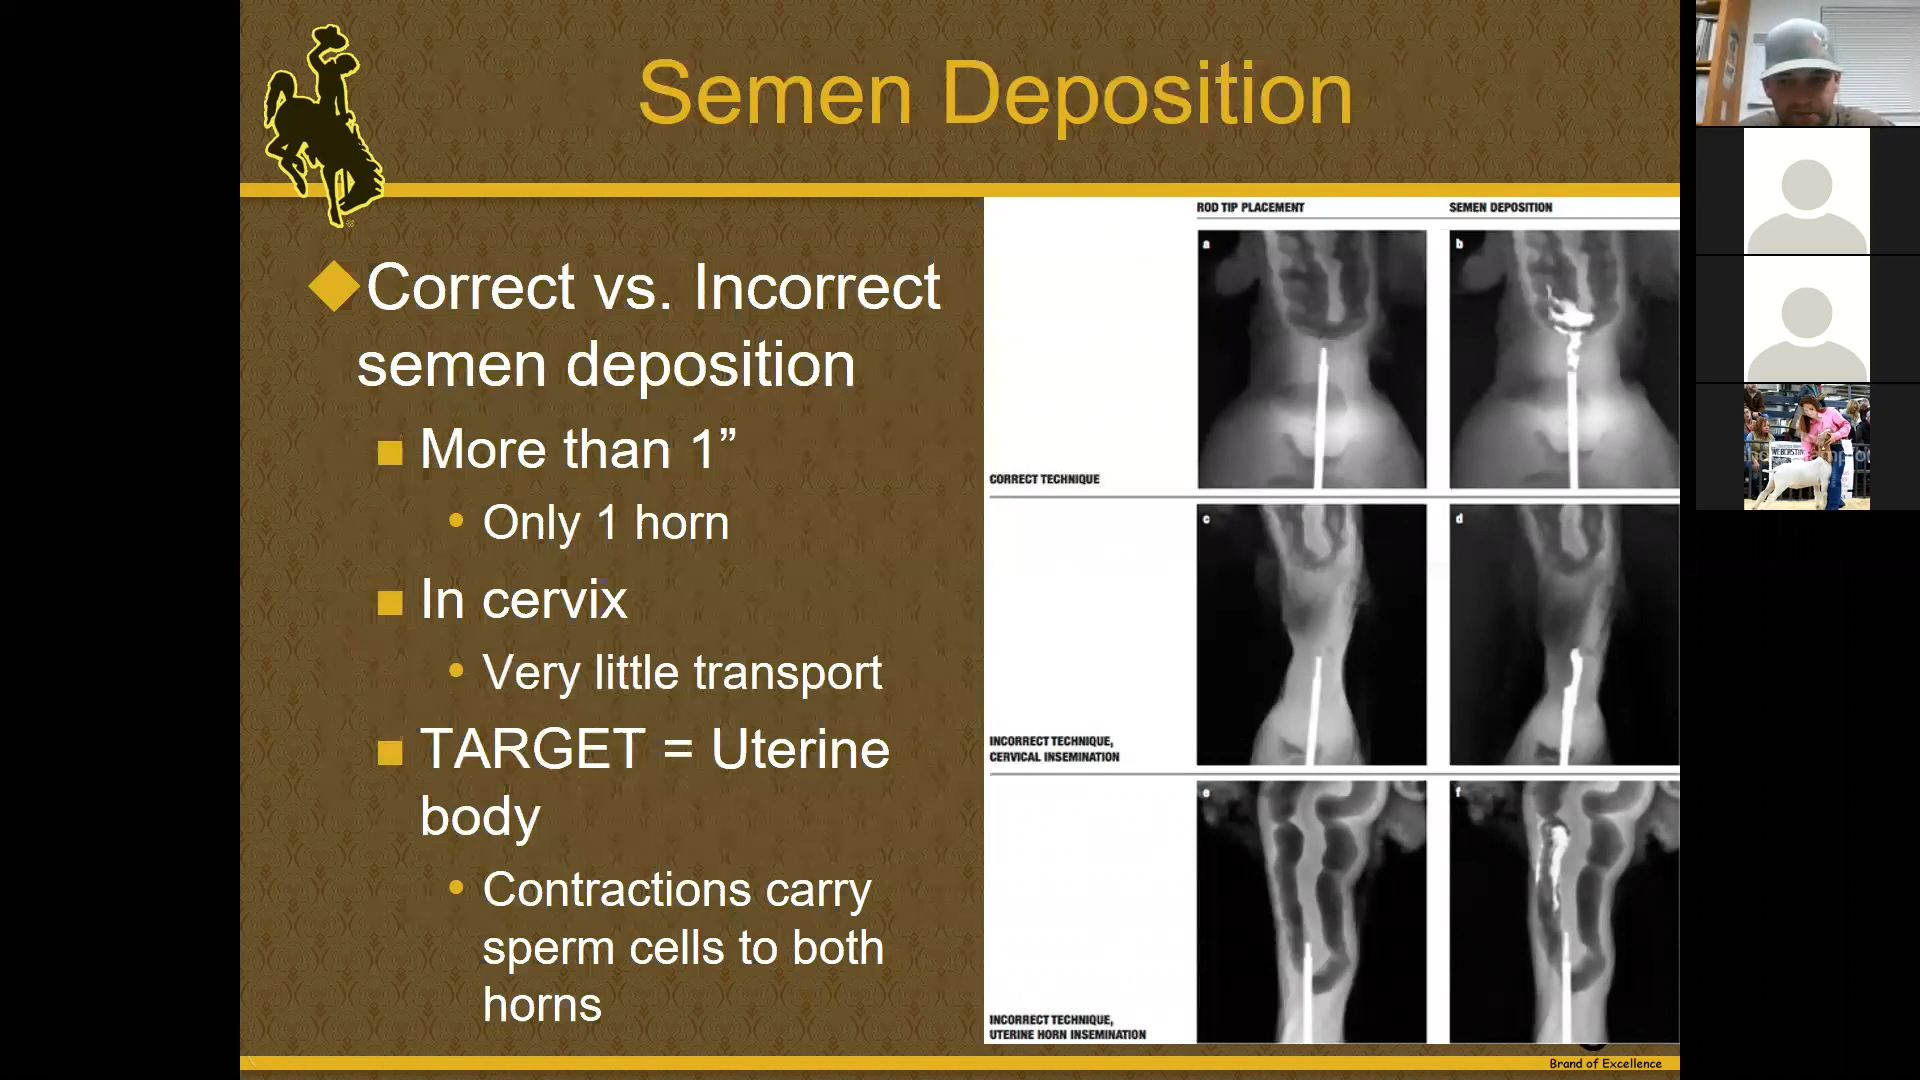 Semen Deposition
Correct vs. Incorrect
semen deposition
More than 1”
Only 1 horn
In cervix
Very little transport
TARGET = Uterine
body
Contractions carry
sperm cells to both
horns
ROD TIP PLACEMENT
SEMEN DEPOSITION
a
b
CORRECT TECHNIQUE
c
d
INCORRECT TECHNIQUE,
CERVICAL INSEMINATION
e
f
INCORRECT TECHNIQUE,
UTERINE HORN INSEMINATION
Brand of Excellence